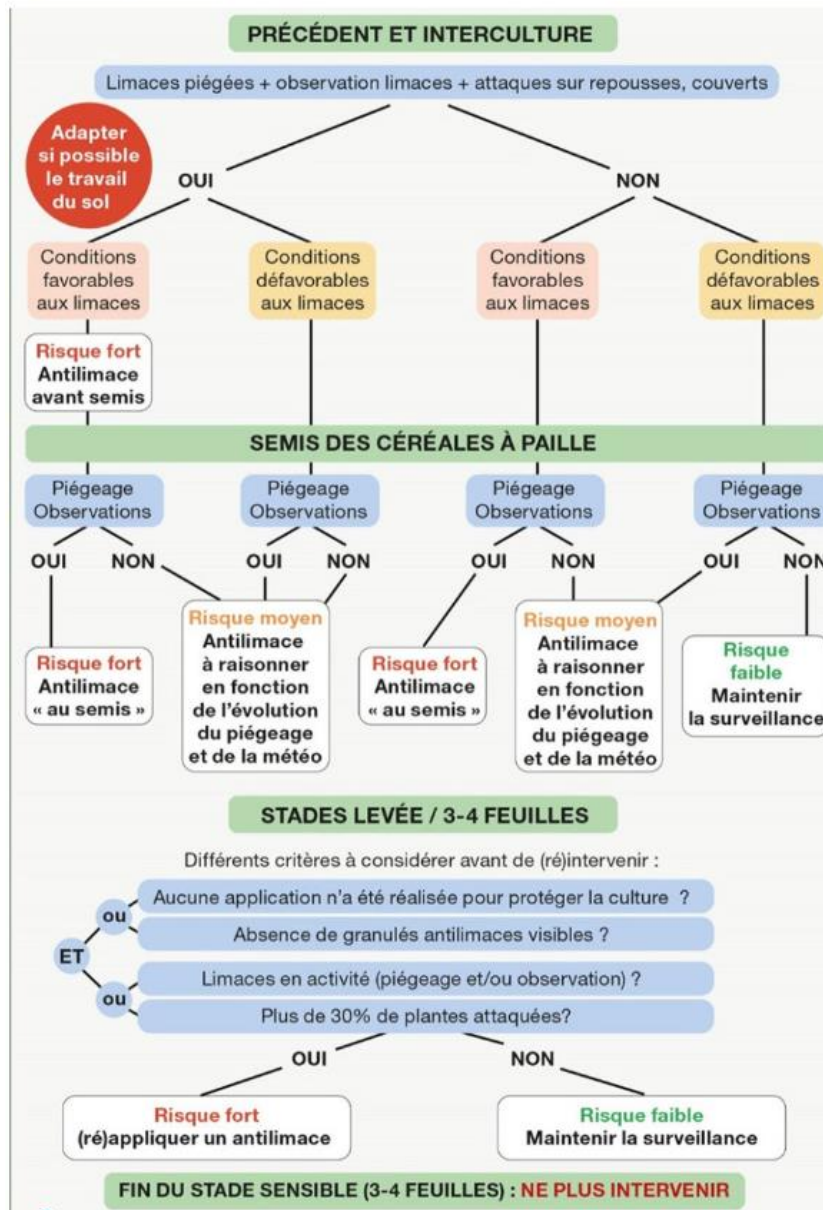 PRÉCÉDENT ET INTERCULTURE
Limaces piégées + observation limaces + attaques sur repousses, couverts
Adapter
si possible
le travail
du sol
OUI
NON
Conditions
favorables
aux limaces
Conditions
défavorables
aux limaces
Conditions
favorables
aux limaces
Conditions
défavorables
aux limaces
Risque fort
Antilimace
avant semis
SEMIS DES CÉRÉALES À PAILLE
Piégeage
Observations
Piégeage
Observations
Piégeage
Observations
Piégeage
Observations
OUI
NON
OUI
NON
OUI
NON
OUI
NON
Risque fort
Antilimace
« au semis »
Risque moyen
Antilimace
à raisonner
en fonction
de l'évolution
du piégeage
et de la météo
Risque fort
Antilimace
« au semis »
Risque moyen
Antilimace
à raisonner
en fonction
de l'évolution
du piégeage
et de la météo
Risque
faible
Maintenir
la surveillance
STADES LEVÉE / 3-4 FEUILLES
Différents critères à considérer avant de (ré)intervenir :
ET
ou
Aucune application n'a été réalisée pour protéger la culture ?
Absence de granulés antilimaces visibles ?
ou
Limaces en activité (piégeage et/ou observation) ?
Plus de 30% de plantes attaquées?
OUI
NON
Risque fort
(ré)appliquer un antilimace
Risque faible
Maintenir la surveillance
FIN DU STADE SENSIBLE (3-4 FEUILLES) : NE PLUS INTERVENIR